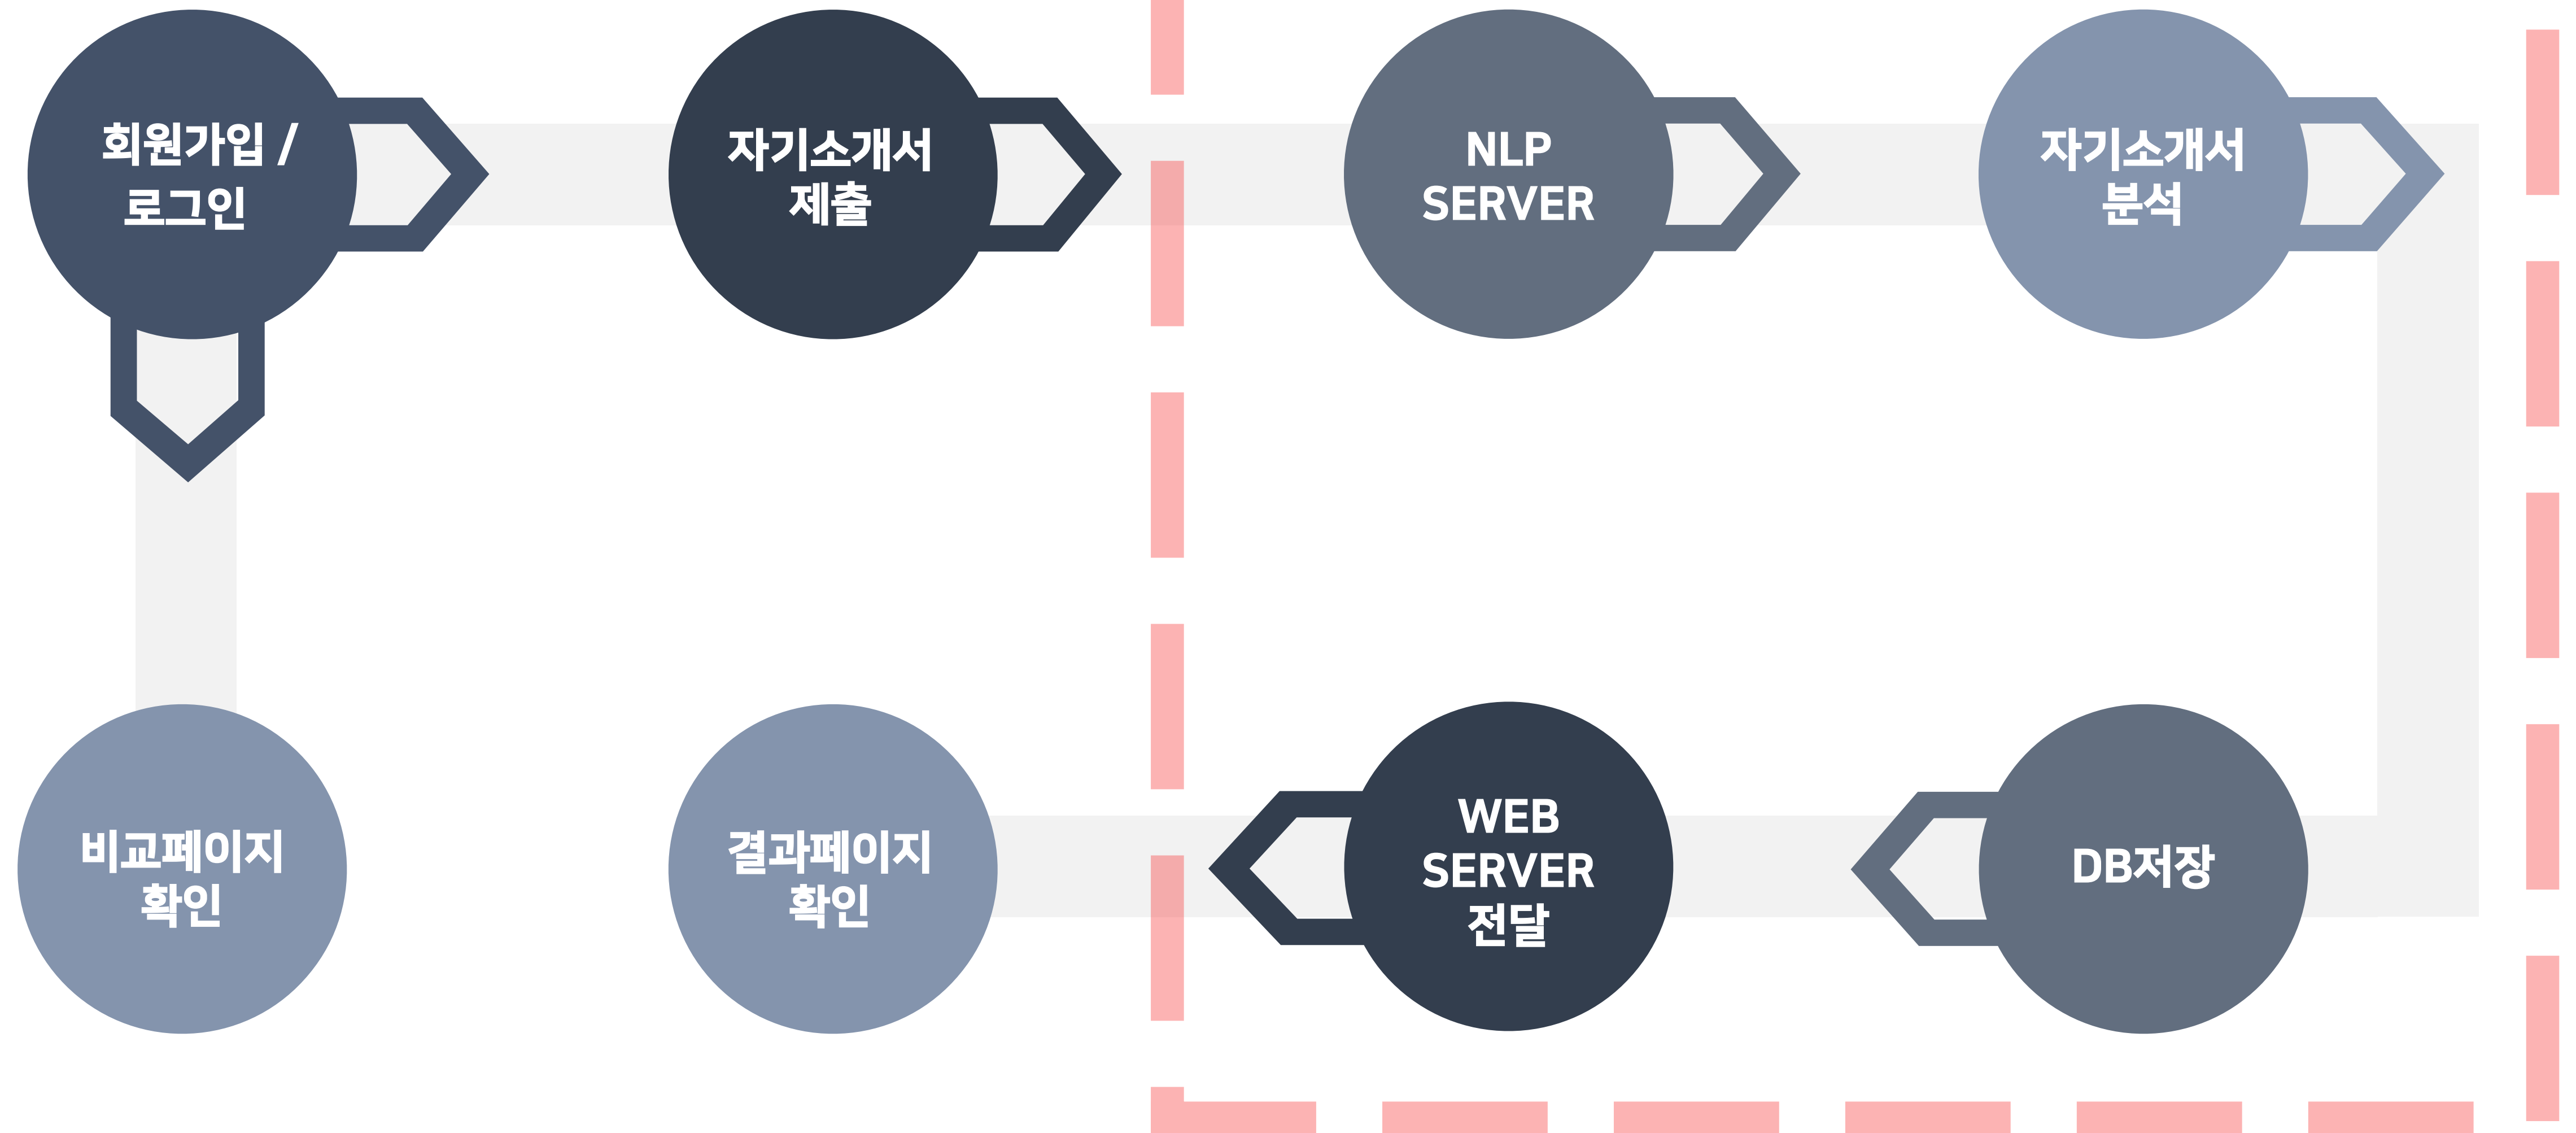 회원가입 /
로그인
자기소개서
제출
NLP
SERVER
자기소개서
분석
비교페이지
확인
결과페이지
확인
WEB
SERVER
전달
DB저장